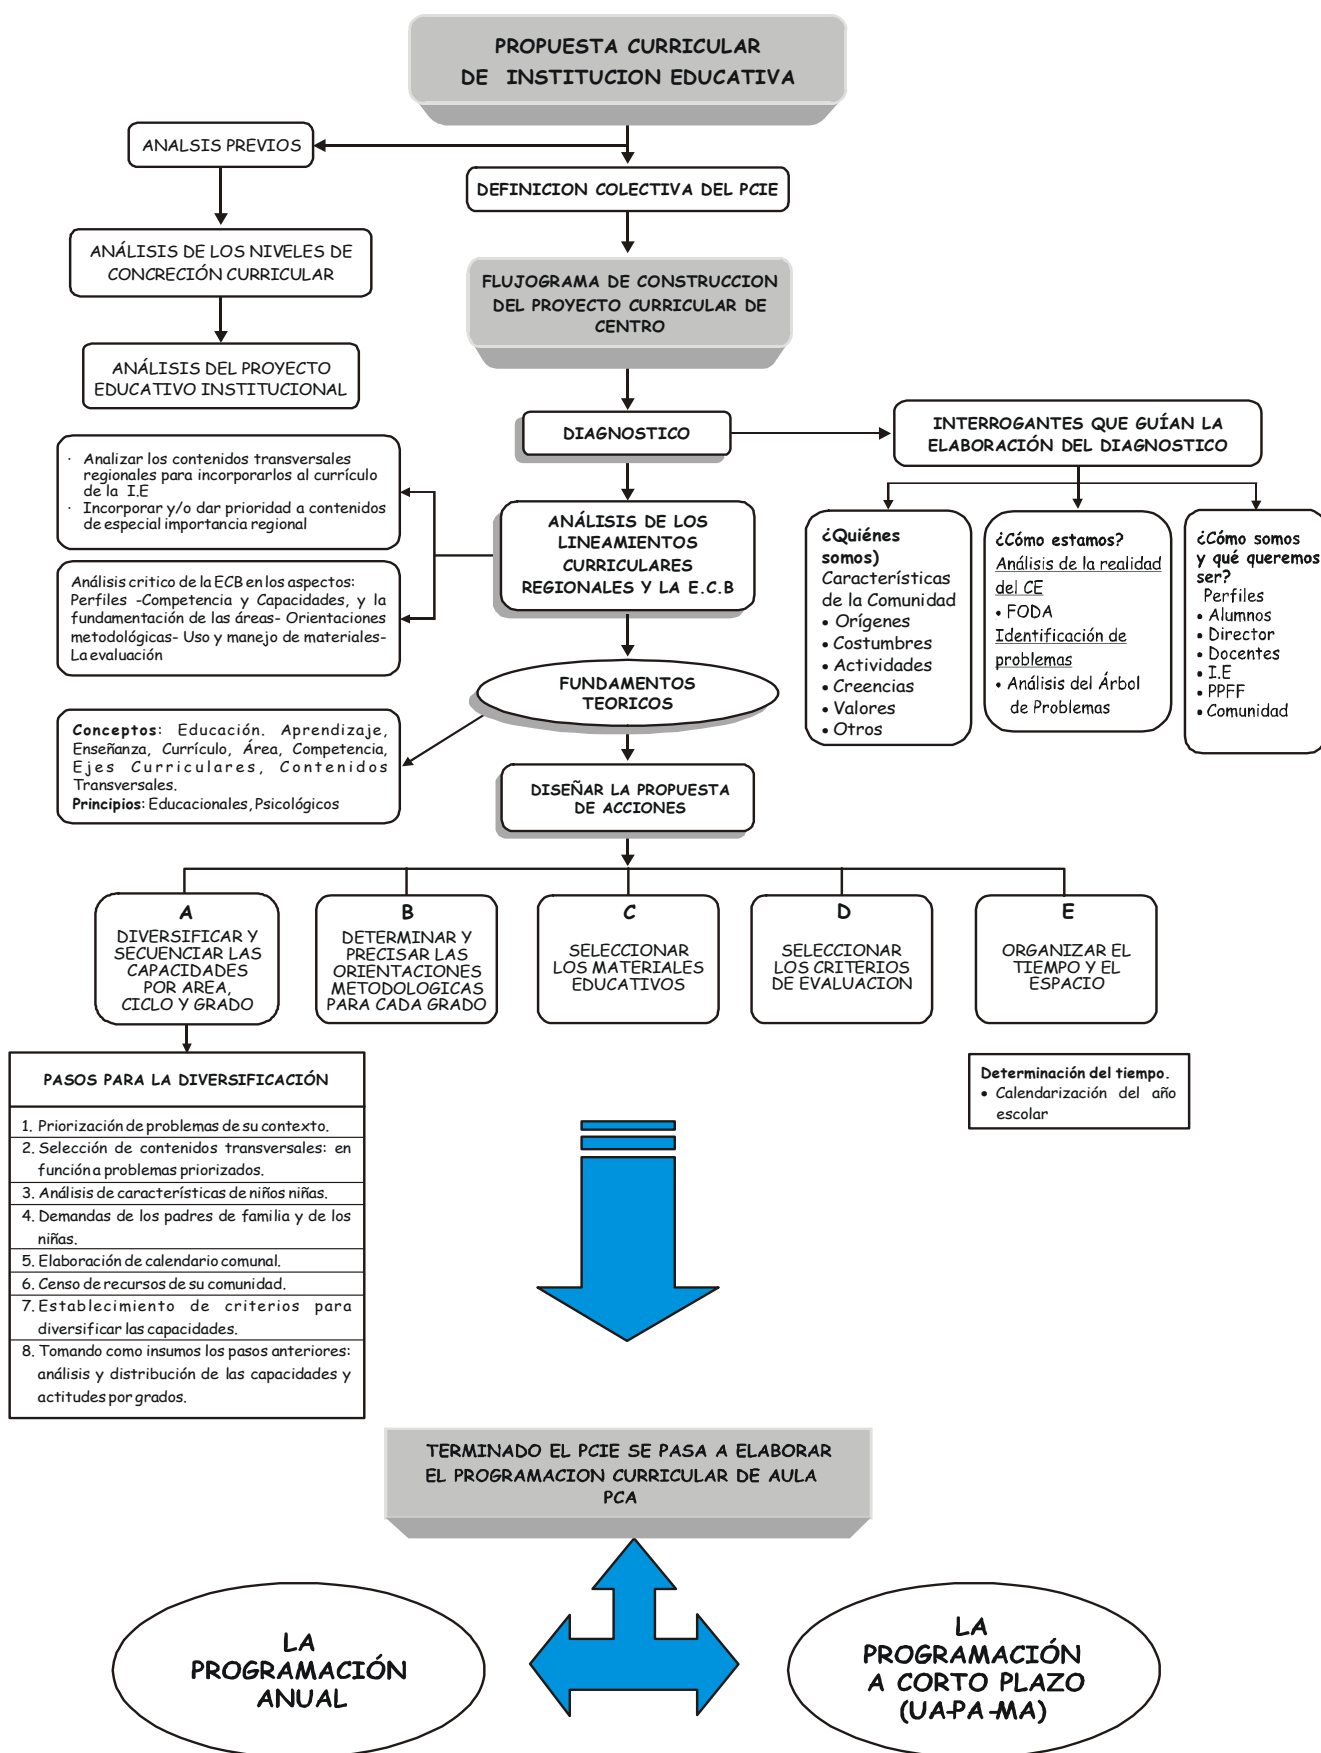 PROPUESTA CURRICULAR
DE INSTITUCION EDUCATIVA
ANALSIS PREVIOS
DEFINICION COLECTIVA DEL PCIE
ANÁLISIS DE LOS NIVELES DE
CONCRECIÓN CURRICULAR
FLUJOGRAMA DE CONSTRUCCION
DEL PROYECTO CURRICULAR DE
CENTRO
ANÁLISIS DEL PROYECTO
EDUCATIVO INSTITUCIONAL
DIAGNOSTICO
INTERROGANTES QUE GUÍAN LA
ELABORACIÓN DEL DIAGNOSTICO
· Analizar los contenidos transversales
regionales para incorporarlos al currículo
de la I.E
· Incorporar y/o dar prioridad a contenidos
de especial importancia regional
ANÁLISIS DE LOS
LINEAMIENTOS
CURRICULARES
REGIONALES Y LA E.C.B
Análisis critico de la ECB en los aspectos:
Perfiles -Competencia y Capacidades, y la
fundamentación de las áreas- Orientaciones
metodológicas- Uso y manejo de materiales-
La evaluación
¿Quiénes
somos)
Características
de la Comunidad
• Orígenes
• Costumbres
• Actividades
• Creencias
• Valores
• Otros
¿Cómo estamos?
Análisis de la realidad
del CE
• FODA
Identificación de
problemas
• Análisis del Árbol
de Problemas
¿Cómo somos
y qué queremos
ser?
Perfiles
• Alumnos
• Director
• Docentes
• I.E
• PPFF
• Comunidad
FUNDAMENTOS
TEORICOS
Conceptos: Educación. Aprendizaje,
Enseñanza, Currículo, Área, Competencia,
Ejes Curriculares, Contenidos
Transversales.
Principios: Educacionales, Psicológicos
DISEÑAR LA PROPUESTA
DE ACCIONES
A
DIVERSIFICAR Y
SECUENCIAR LAS
CAPACIDADES
POR AREA,
CICLO Y GRADO
B
DETERMINAR Y
PRECISAR LAS
ORIENTACIONES
METODOLOGICAS
PARA CADA GRADO
C
SELECCIONAR
LOS MATERIALES
EDUCATIVOS
D
SELECCIONAR
LOS CRITERIOS
DE EVALUACION
E
ORGANIZAR EL
TIEMPO Y EL
ESPACIO
PASOS PARA LA DIVERSIFICACIÓN
1. Priorización de problemas de su contexto.
2. Selección de contenidos transversales: en
función a problemas priorizados.
3. Análisis de características de niños niñas.
4. Demandas de los padres de familia y de los
niñas.
5. Elaboración de calendario comunal.
6. Censo de recursos de su comunidad.
7. Establecimiento de criterios para
diversificar las capacidades.
8. Tomando como insumos los pasos anteriores:
análisis y distribución de las capacidades y
actitudes por grados.
Determinación del tiempo.
• Calendarización del año
escolar
TERMINADO EL PCIE SE PASA A ELABORAR
EL PROGRAMACION CURRICULAR DE AULA
PCA
LA
PROGRAMACIÓN
ANUAL
LA
PROGRAMACIÓN
A CORTO PLAZO
(UA-PA-MA)